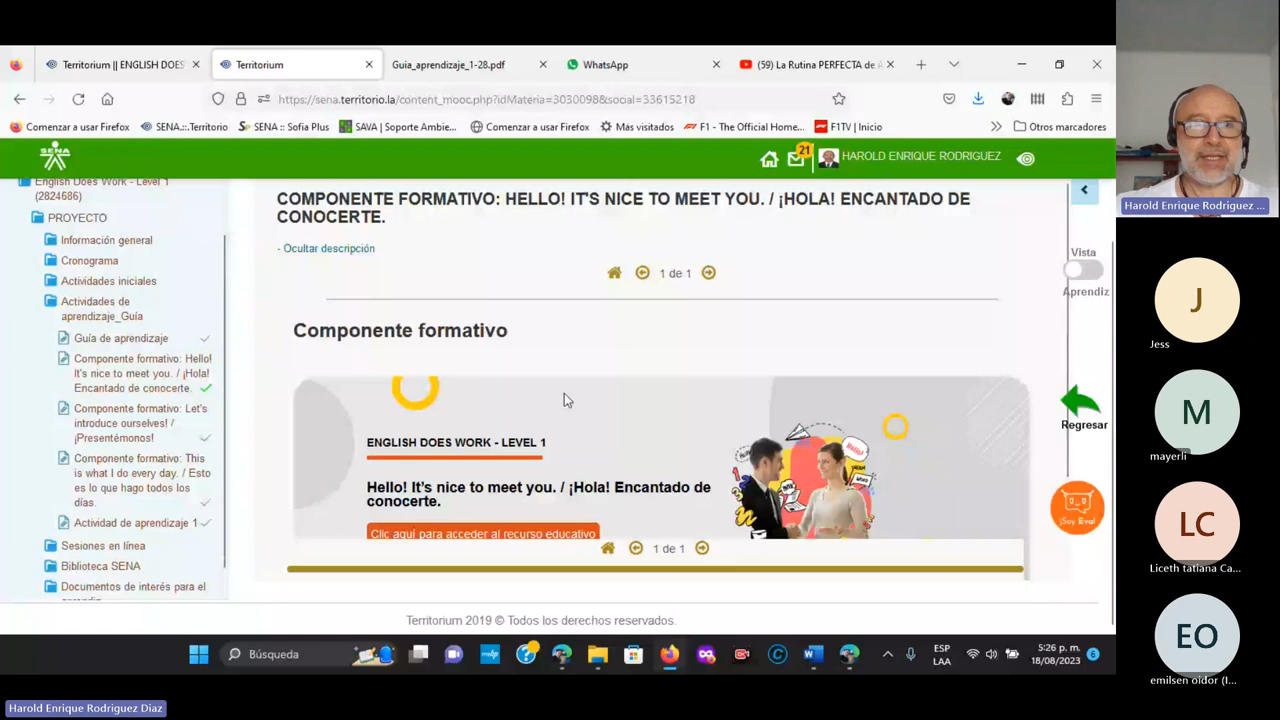 Territorium || ENGLISH DOES
Territorium
Guia_aprendizaje_1-28.pdf
WhatsApp
(59) La Rutina PERFECTA de
https://sena.territorio.la/content_mooc.php?idMateria=3030098&social=33615218
Comenzar a usar Firefox
SENA.::.Territorio
SENA :: Sofia Plus
SAVA | Soporte Ambie...
Comenzar a usar Firefox
Más visitados
F1 - The Official Home...
F1TV | Inicio
Otros marcadores
SENA
21
HAROLD ENRIQUE RODRIGUEZ
English Does Work - Level 1
(2824686)
PROYECTO
Información general
Cronograma
Actividades iniciales
Actividades de
aprendizaje_Guía
Guía de aprendizaje
Componente formativo: Hello!
It's nice to meet you. / ¡Hola!
Encantado de conocerte.
Componente formativo: Let's
introduce ourselves! /
¡Presentémonos!
Componente formativo: This
is what I do every day. / Esto
es lo que hago todos los
días.
Actividad de aprendizaje 1
Sesiones en línea
Biblioteca SENA
Documentos de interés para el
COMPONENTE FORMATIVO: HELLO! IT'S NICE TO MEET YOU. / ¡HOLA! ENCANTADO DE
CONOCERTE.
- Ocultar descripción
1 de 1
Componente formativo
ENGLISH DOES WORK - LEVEL 1
Hello! It's nice to meet you. / ¡Hola! Encantado de
conocerte.
Clic aquí para acceder al recurso educativo
1 de 1
Vista
Aprendiz
Regresar
¡Soy Eva!
Territorium 2019 © Todos los derechos reservados.
Búsqueda
ESP
LAA
5:26 p. m.
18/08/2023
6
Harold Enrique Rodriguez ...
J
Jess
M
mayerli
LC
Liceth tatiana Ca...
EO
emilsen oidor (I...
Harold Enrique Rodriguez Diaz